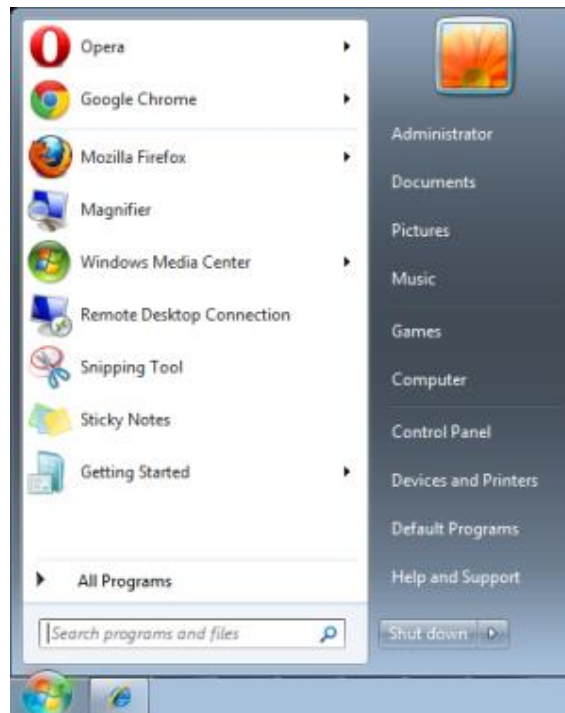 Opera
Google Chrome
Mozilla Firefox
Magnifier
Windows Media Center
Remote Desktop Connection
Snipping Tool
Sticky Notes
Getting Started
All Programs
Search programs and files
Administrator
Documents
Pictures
Music
Games
Computer
Control Panel
Devices and Printers
Default Programs
Help and Support
Shut down